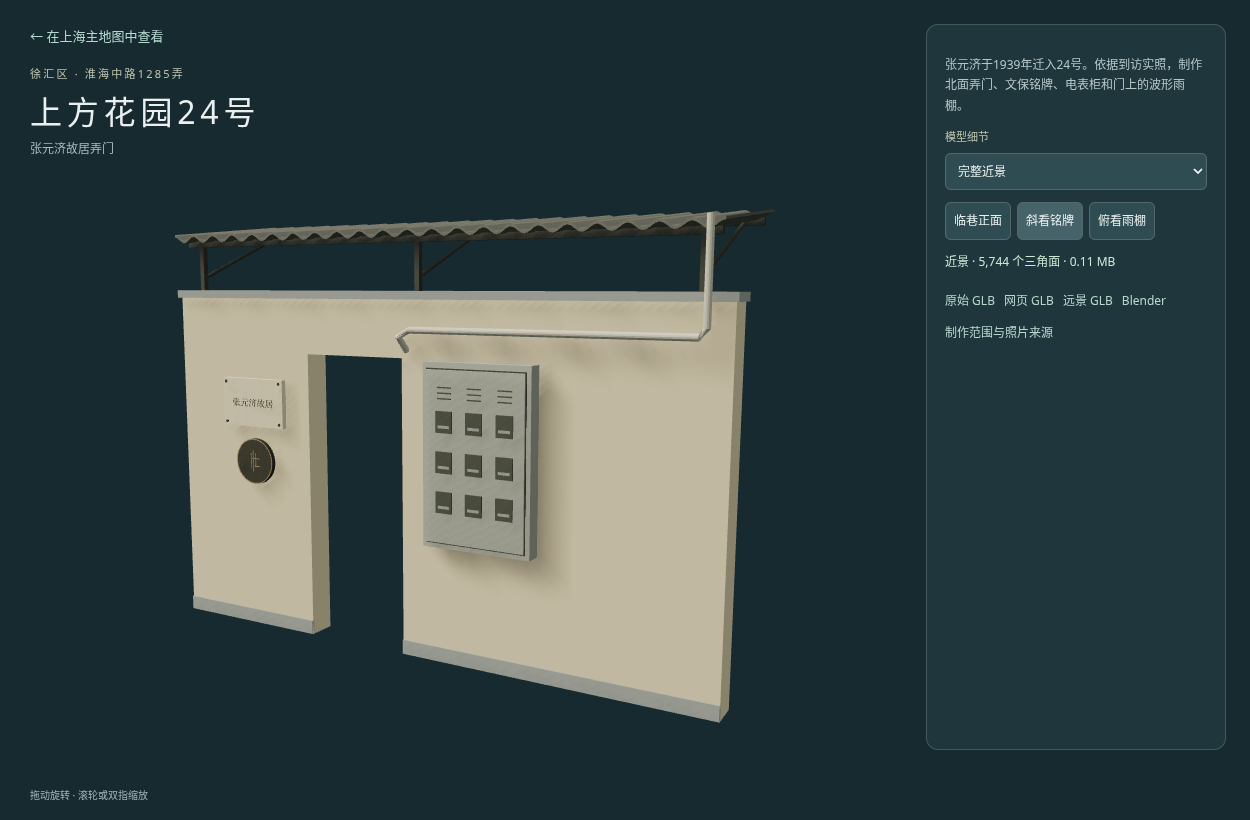 ← 在上海主地图中查看
徐汇区 · 淮海中路1285弄
上方花园24号
张元济故居弄门
张元济故居
张元济于1939年迁入24号。依据到访实照，制作
北面弄门、文保铭牌、电表柜和门上的波形雨
棚。
模型细节
完整近景
临巷正面 斜看铭牌 俯看雨棚
近景 · 5,744 个三角面 · 0.11 MB
原始 GLB 网页 GLB 远景 GLB Blender
制作范围与照片来源
拖动旋转 · 滚轮或双指缩放